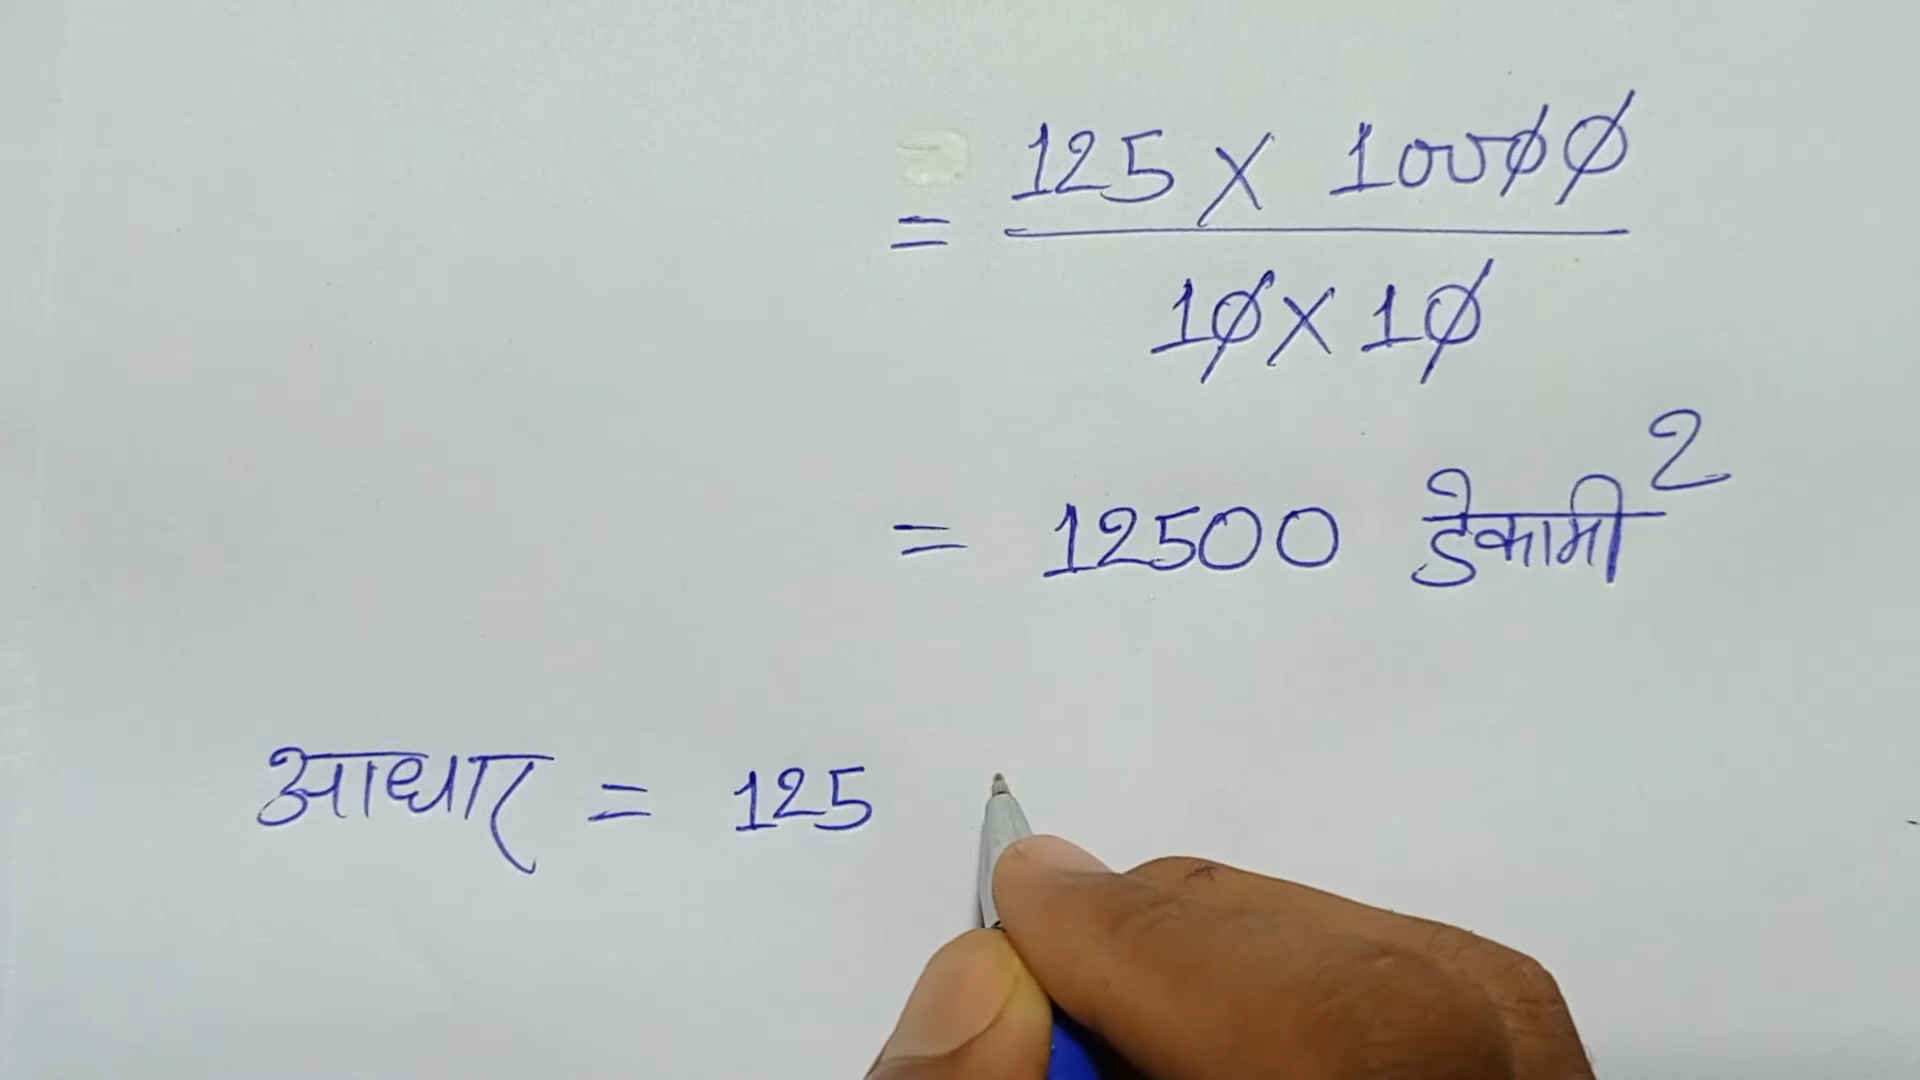 = 125 × 10000
10 × 10
= 12500 डेकामी²
आधार = 125